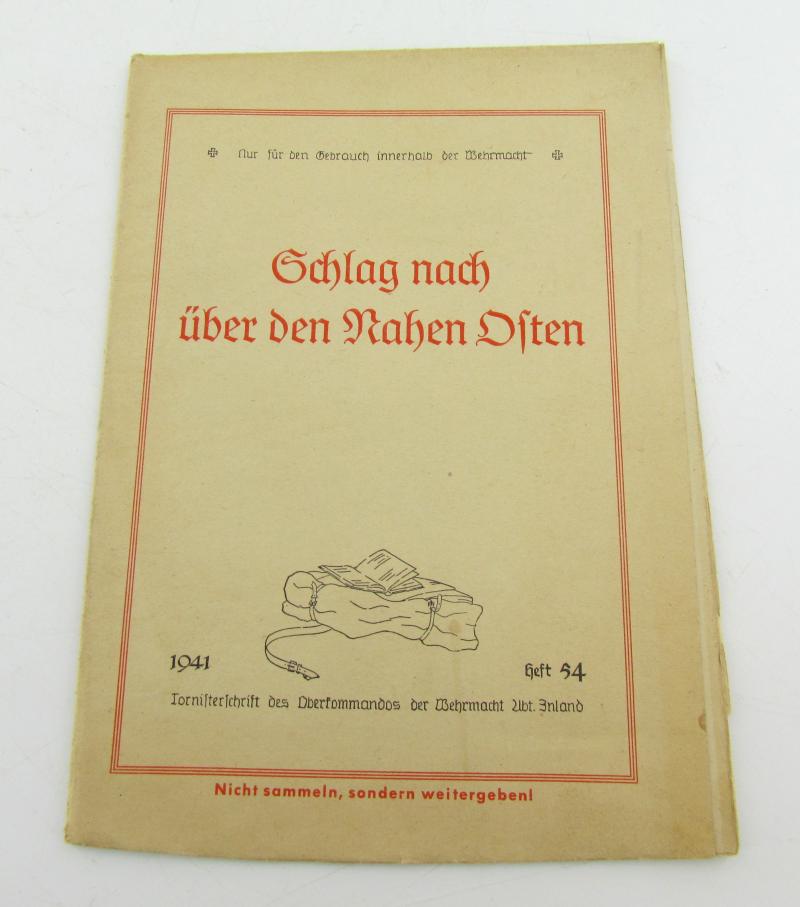 Nur für den Gebrauch innerhalb der Wehrmacht
Schlag nach
über den Nahen Osten
1941
Heft 54
Tornisterschrift des Oberkommandos der Wehrmacht Abt. Inland
Nicht sammeln, sondern weitergeben!